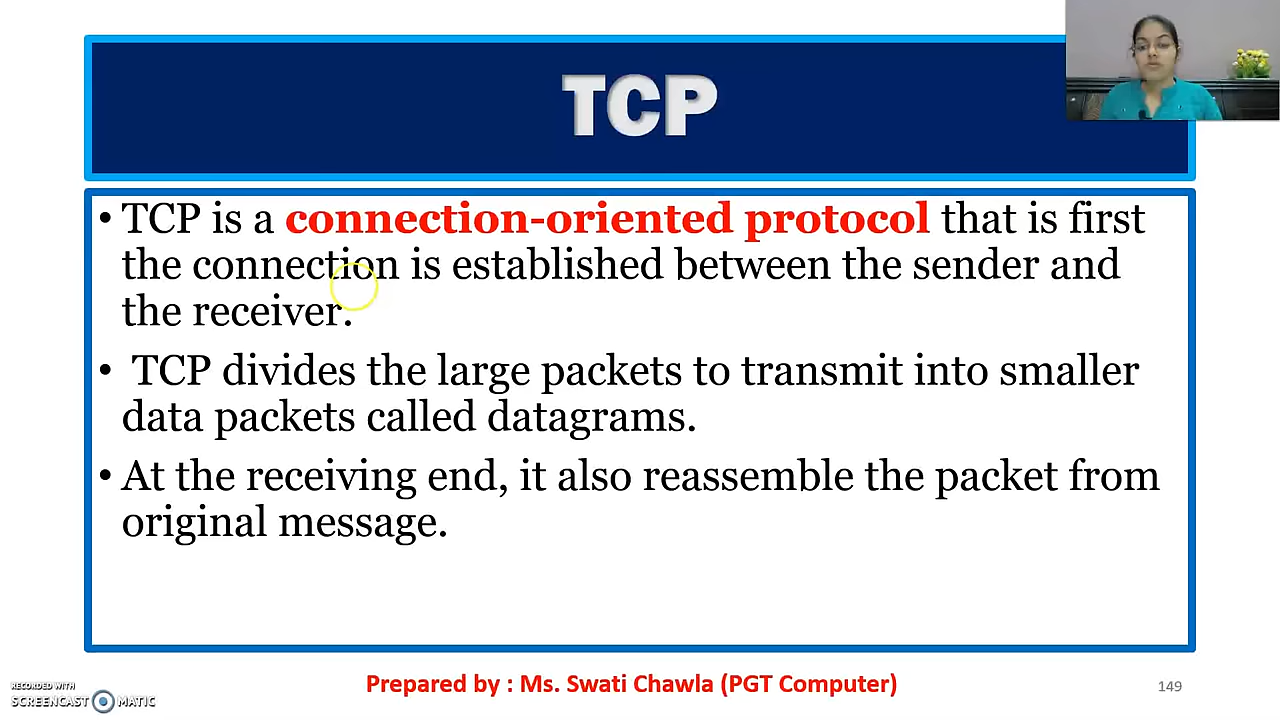 TCP
• TCP is a connection-oriented protocol that is first
the connection is established between the sender and
the receiver.
• TCP divides the large packets to transmit into smaller
data packets called datagrams.
• At the receiving end, it also reassemble the packet from
original message.
Prepared by : Ms. Swati Chawla (PGT Computer)
149
RECORDED WITH
SCREENCAST MATIC